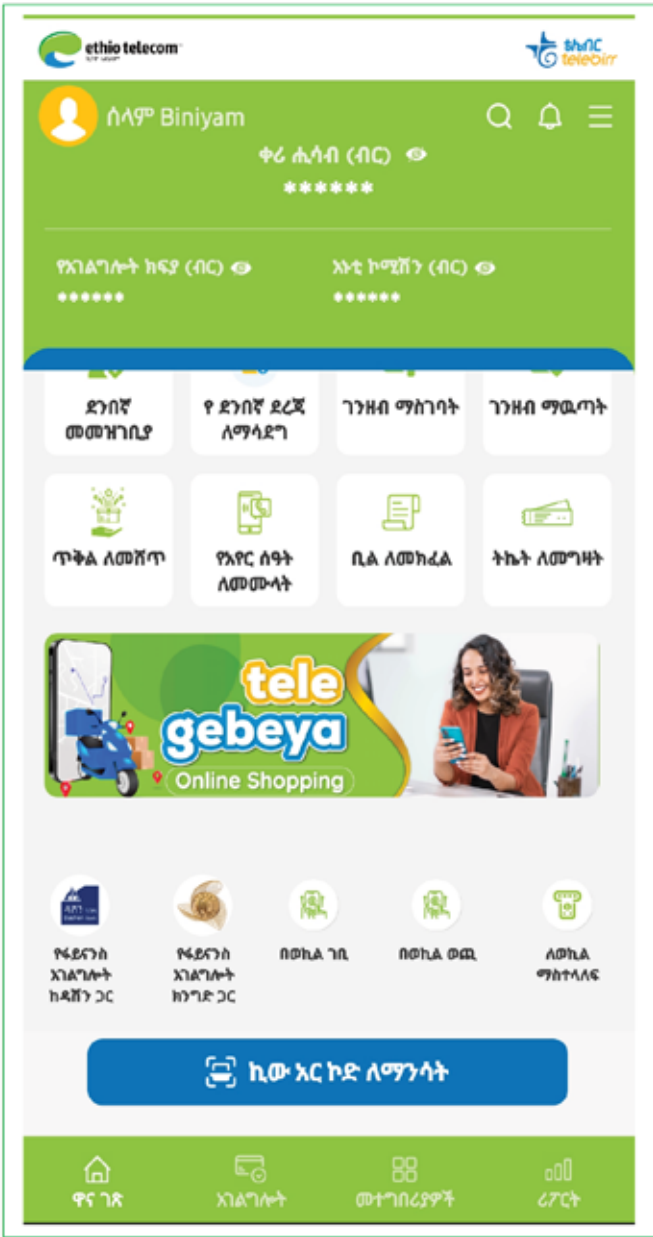 ethio telecom
ቴሌብር
telebirr
ሰላም Biniyam
ቀሪ ሒሳብ (ብር)
******
የአገልግሎት ክፍያ (ብር)
እኑቲ ኮሚሽን (ብር)
******
******
ደንበኛ
መመዝገቢያ
የ ደንበኛ ደረጃ
ለማሳደግ
ገንዘብ ማስገባት
ገንዘብ ማዉጣት
ጥቅል ለመሸጥ
የአየር ሰዓት
ለመሙላት
ቢል ለመክፈል
ትኬት ለመግዛት
tele
gebeya
Online Shopping
የፋይናንስ
አገልግሎት
ከዳሽን ጋር
የፋይናንስ
አገልግሎት
ከንግድ ጋር
በወኪል ገቢ
በወኪል ወጪ
ለወኪል
ማስተላለፍ
ኪው አር ኮድ ለማንሳት
ዋና ገጽ
አገልግሎት
መተግበሪያዎች
ሪፖርት